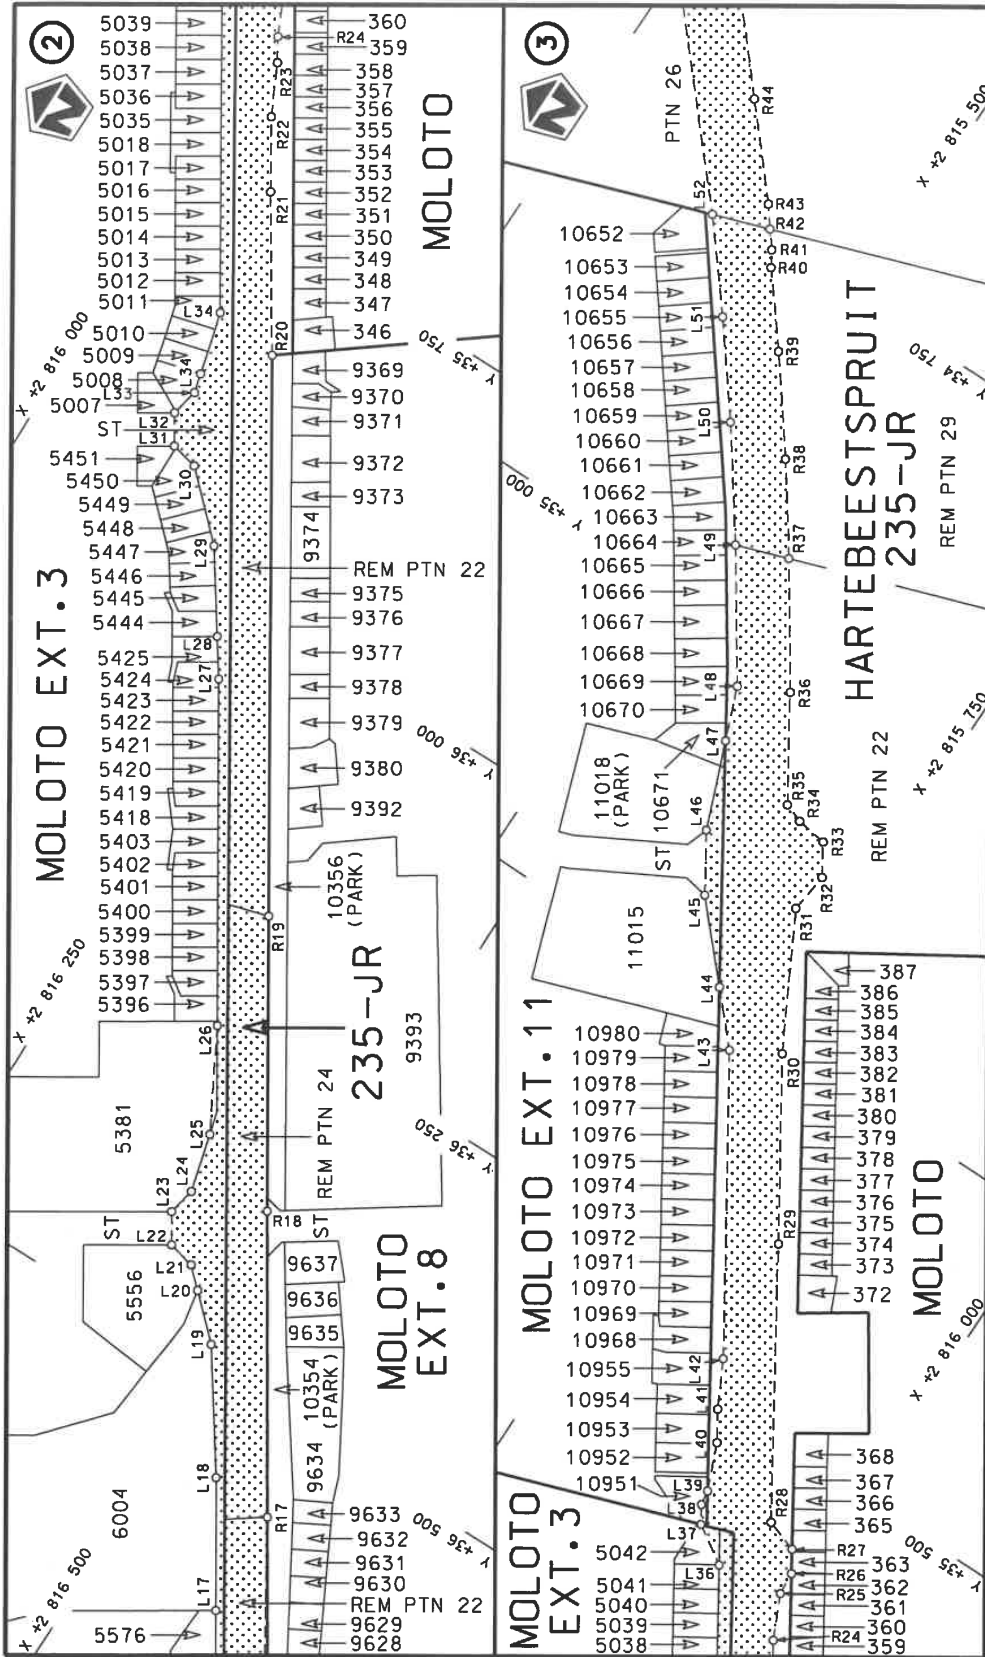 2
MOLOTO EXT.3
5039
5038
5037
5036
5035
5018
5017
5016
5015
5014
5013
5012
5011
5010
5009
5008
5007
ST
5451
5450
5449
5448
5447
5446
5445
5444
5425
5424
5423
5422
5421
5420
5419
5418
5403
5402
5401
5400
5399
5398
5397
5396
5381
ST
5556
6004
5576
X +2 816 000
X +2 816 250
X +2 816 500
L34
L34
L33
L32
L31
L30
L29
L28
L27
L26
L25
L24
L23
L22
L21
L20
L19
L18
L17
R24
R23
R22
R21
R20
R19
R18
R17
360
359
358
357
356
355
354
353
352
351
350
349
348
347
346
MOLOTO
9369
9370
9371
9372
9373
9374
REM PTN 22
9375
9376
9377
9378
9379
9380
9392
10356
(PARK)
235-JR
9393
REM PTN 24
ST
9637
9636
9635
10354
(PARK)
9634
MOLOTO
EXT.8
9633
9632
9631
9630
REM PTN 22
9629
9628
Y +35 750
Y +36 000
Y +36 250
Y +36 500
3
PTN 26
10652
10653
10654
10655
10656
10657
10658
10659
10660
10661
10662
10663
10664
10665
10666
10667
10668
10669
10670
10671
11018
(PARK)
ST
11015
MOLOTO EXT.11
10980
10979
10978
10977
10976
10975
10974
10973
10972
10971
10970
10969
10968
10955
10954
10953
10952
10951
MOLOTO
EXT.3
5042
5041
5040
5039
5038
Y +35 000
L52
L51
L50
L49
L48
L47
L46
L45
L44
L43
L42
L41
L40
L39
L38
L37
L36
R44
R43
R42
R41
R40
R39
R38
R37
R36
R35
R34
R33
R32
R31
R30
R29
R28
R27
R26
R25
R24
X +2 815 500
HARTEBEESTSPRUIT
235-JR
REM PTN 29
Y +34 750
X +2 815 750
REM PTN 22
387
386
385
384
383
382
381
380
379
378
377
376
375
374
373
372
MOLOTO
X +2 816 000
368
367
366
365
363
362
361
360
359
Y +35 500